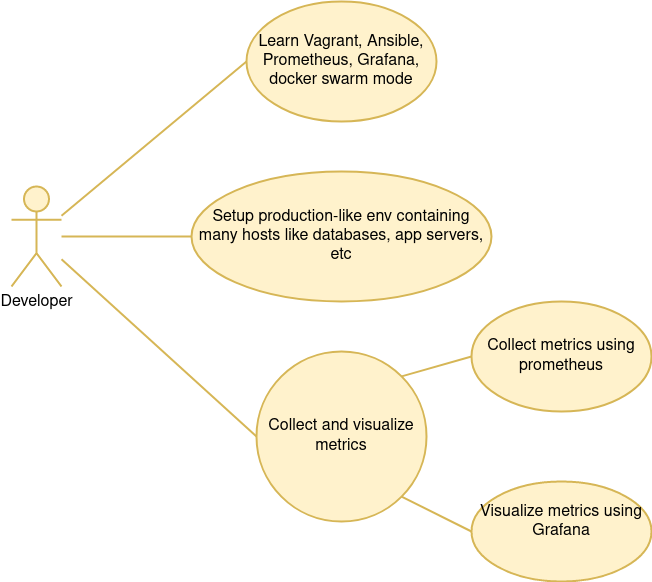 Learn Vagrant, Ansible,
Prometheus, Grafana,
docker swarm mode
Setup production-like env containing
many hosts like databases, app servers,
etc
Developer
Collect metrics using
prometheus
Collect and visualize
metrics
Visualize metrics using
Grafana